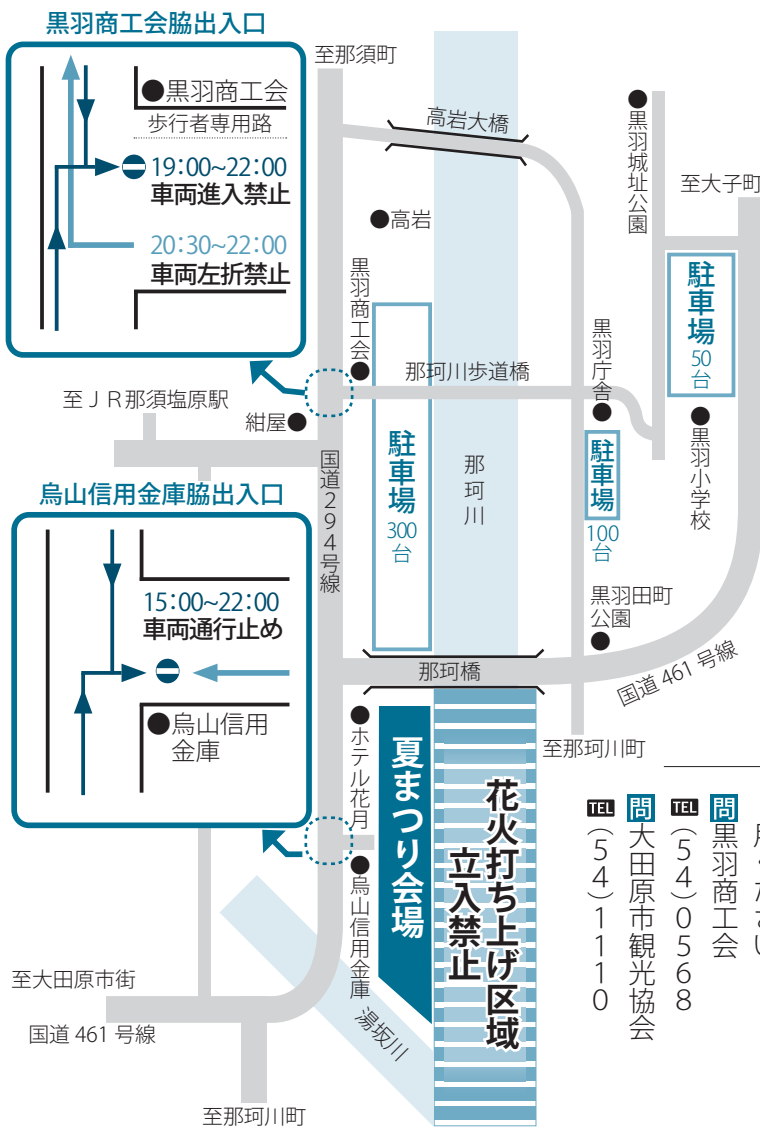 黒羽商工会脇出入口
●黒羽商工会
歩行者専用路
19:00~22:00
車両進入禁止
20:30~22:00
車両左折禁止
至那須町
高岩大橋
●高岩
黒羽商工会
那珂川歩道橋
黒羽庁舎
黒羽城址公園
至大子町
駐車場
50
台
黒羽小学校
至ＪＲ那須塩原駅
紺屋●
国道294号線
駐車場
300
台
那珂川
駐車場
100
台
黒羽田町
公園
国道 461 号線
那珂橋
至那珂川町
烏山信用金庫脇出入口
15:00~22:00
車両通行止め
●烏山信用
金庫
ホテル花月
烏山信用金庫
夏まつり会場
花火打ち上げ区域
立入禁止
湯坂川
至大田原市街
国道 461 号線
至那珂川町
問黒羽商工会
TEL（54）0568
問大田原市観光協会
TEL（54）1110